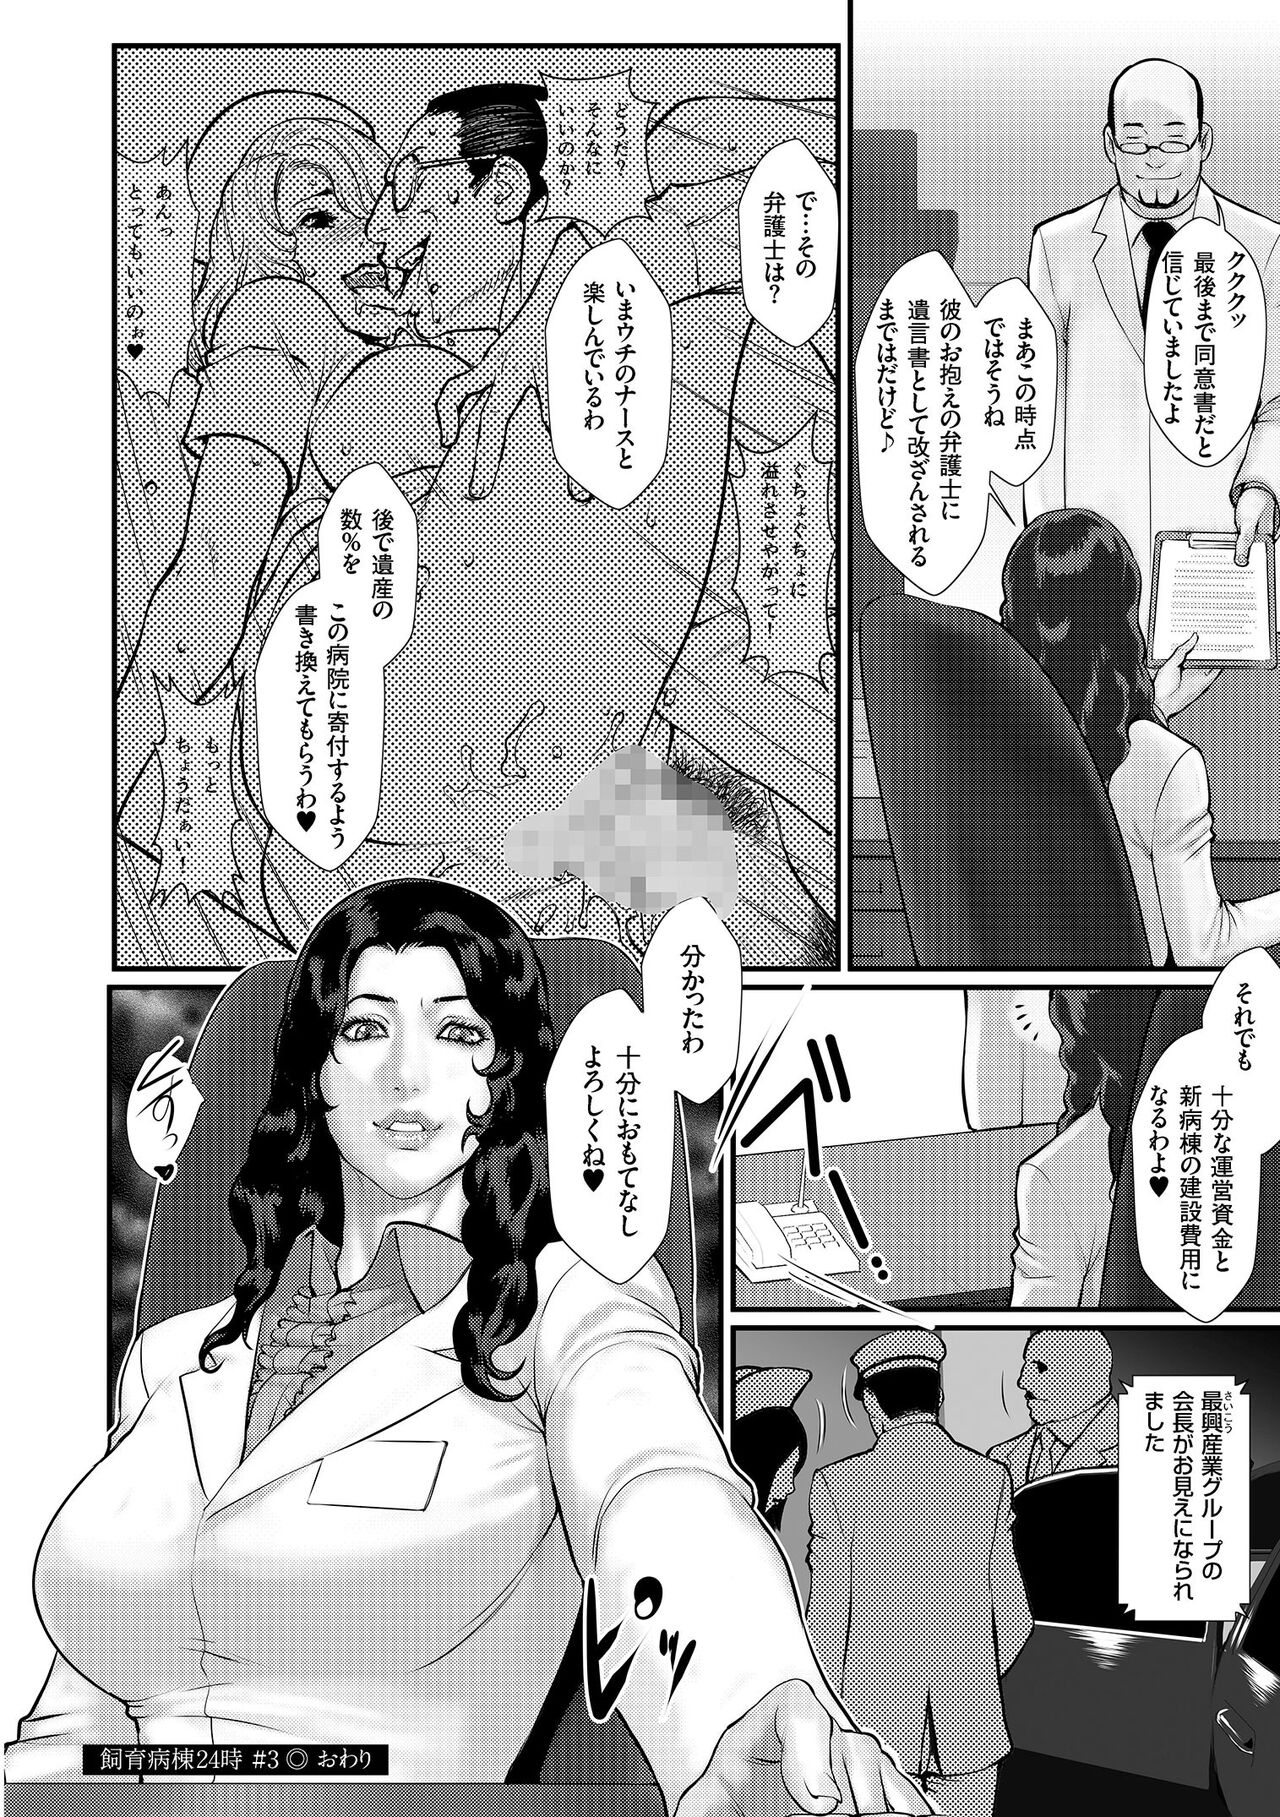 ククク​ッ
最後まで同意書だと
信じていましたよ
まあこの時点
ではそうね
彼のお抱えの弁護士に
遺言書として改ざんされる
まではだけど♪
で…その
弁護士は?
いまウチのナースと
楽しんでいるわ
どうだ?
そんなに
いいのか?
あんっ
とってもいいのぉ♥
ぐちょぐちょに
溢れさせやがって!
後で遺産の
数%を
この病院に寄付するよう
書き換えてもらうわ♥
もっと
ちょうだぁい!
それでも
十分な運営資金と
新病棟の建設費用に
なるわよ♥
ブブ‥
さいこう
最興産業グループの
会長がお見えになられ
ました
分かったわ
十分におもてなし
よろしくね♥
すっ♥
ピッ
飼育病棟24時 #3◎おわり